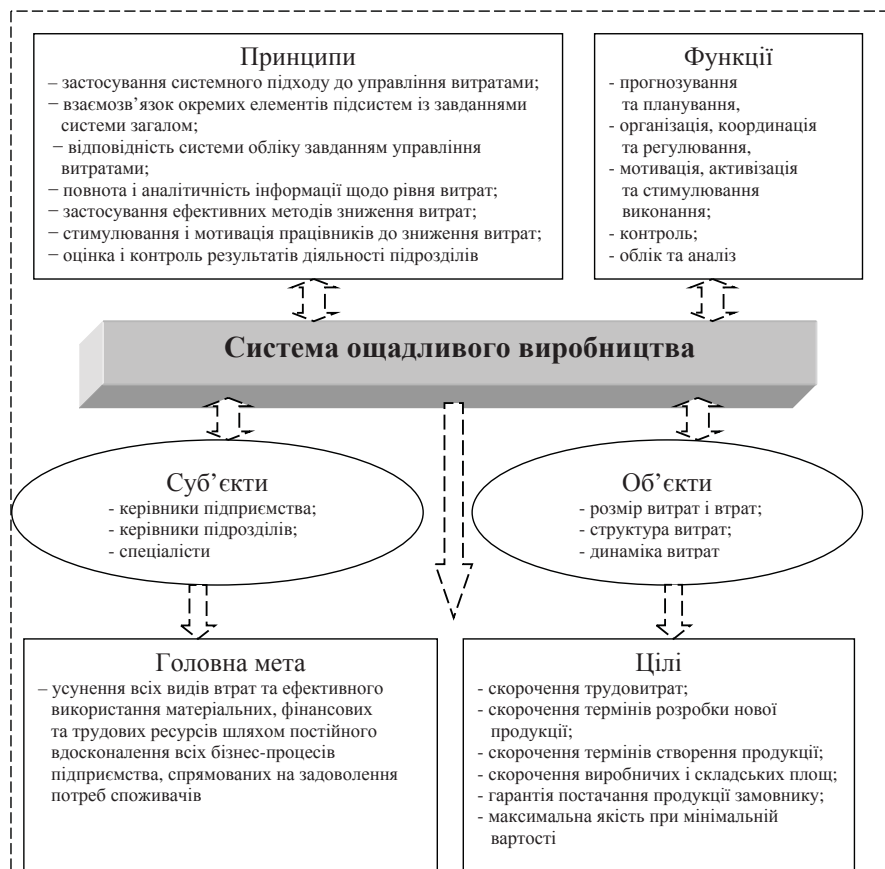 Принципи
– застосування системного підходу до управління витратами;
− взаємозв’язок окремих елементів підсистем із завданнями
системи загалом;
− відповідність системи обліку завданням управління
витратами;
− повнота і аналітичність інформації щодо рівня витрат;
− застосування ефективних методів зниження витрат;
− стимулювання і мотивація працівників до зниження витрат;
− оцінка і контроль результатів діяльності підрозділів
Функції
- прогнозування
та планування,
- організація, координація
та регулювання,
- мотивація, активізація
та стимулювання
виконання;
- контроль;
- облік та аналіз
Система ощадливого виробництва
Суб’єкти
- керівники підприємства;
- керівники підрозділів;
- спеціалісти
Об’єкти
- розмір витрат і втрат;
- структура витрат;
- динаміка витрат
Головна мета
– усунення всіх видів втрат та ефективного
використання матеріальних, фінансових
та трудових ресурсів шляхом постійного
вдосконалення всіх бізнес-процесів
підприємства, спрямованих на задоволення
потреб споживачів
Цілі
- скорочення трудовитрат;
- скорочення термінів розробки нової
продукції;
- скорочення термінів створення продукції;
- скорочення виробничих і складських площ;
- гарантія постачання продукції замовнику;
- максимальна якість при мінімальній
вартості